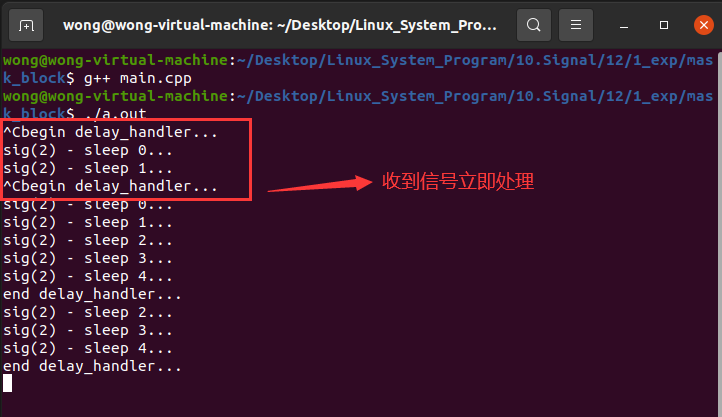 wong@wong-virtual-machine: ~/Desktop/Linux_System_Pro...
wong@wong-virtual-machine:~/Desktop/Linux_System_Program/10.Signal/12/1_exp/mas
k_block$ g++ main.cpp
wong@wong-virtual-machine:~/Desktop/Linux_System_Program/10.Signal/12/1_exp/mas
k_block$ ./a.out
^Cbegin delay_handler...
sig(2) - sleep 0...
sig(2) - sleep 1...
^Cbegin delay_handler...
收到信号立即处理
sig(2) - sleep 0...
sig(2) - sleep 1...
sig(2) - sleep 2...
sig(2) - sleep 3...
sig(2) - sleep 4...
end delay_handler...
sig(2) - sleep 2...
sig(2) - sleep 3...
sig(2) - sleep 4...
end delay_handler...